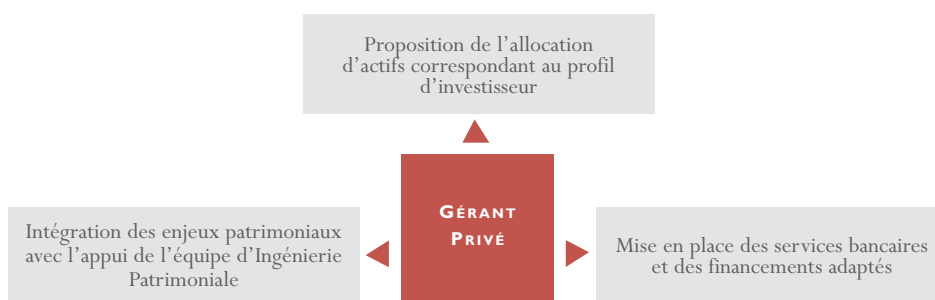 Proposition de l’allocation
d’actifs correspondant au profil
d’investisseur
GÉRANT
PRIVÉ
Intégration des enjeux patrimoniaux
avec l’appui de l’équipe d’Ingénierie
Patrimoniale
Mise en place des services bancaires
et des financements adaptés